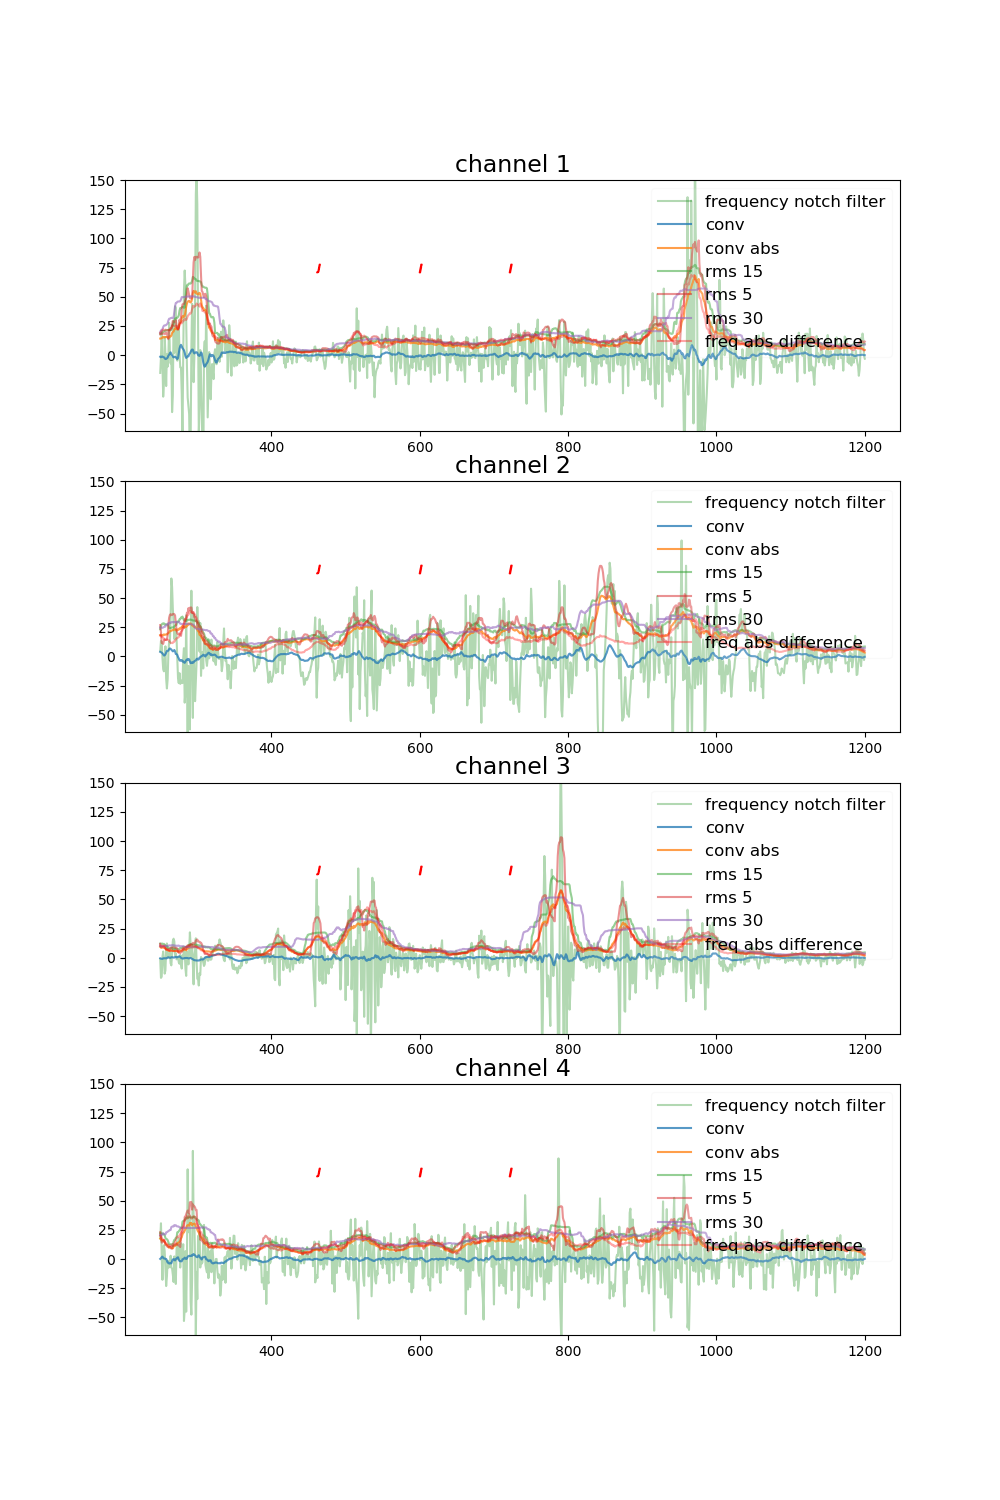 channel 1
150
125
100
75
50
25
0
−25
−50
frequency notch filter
conv
conv abs
rms 15
rms 5
rms 30
freq abs difference
400 600 800 1000 1200
channel 2
150
125
100
75
50
25
0
−25
−50
frequency notch filter
conv
conv abs
rms 15
rms 5
rms 30
freq abs difference
400 600 800 1000 1200
channel 3
150
125
100
75
50
25
0
−25
−50
frequency notch filter
conv
conv abs
rms 15
rms 5
rms 30
freq abs difference
400 600 800 1000 1200
channel 4
150
125
100
75
50
25
0
−25
−50
frequency notch filter
conv
conv abs
rms 15
rms 5
rms 30
freq abs difference
400 600 800 1000 1200